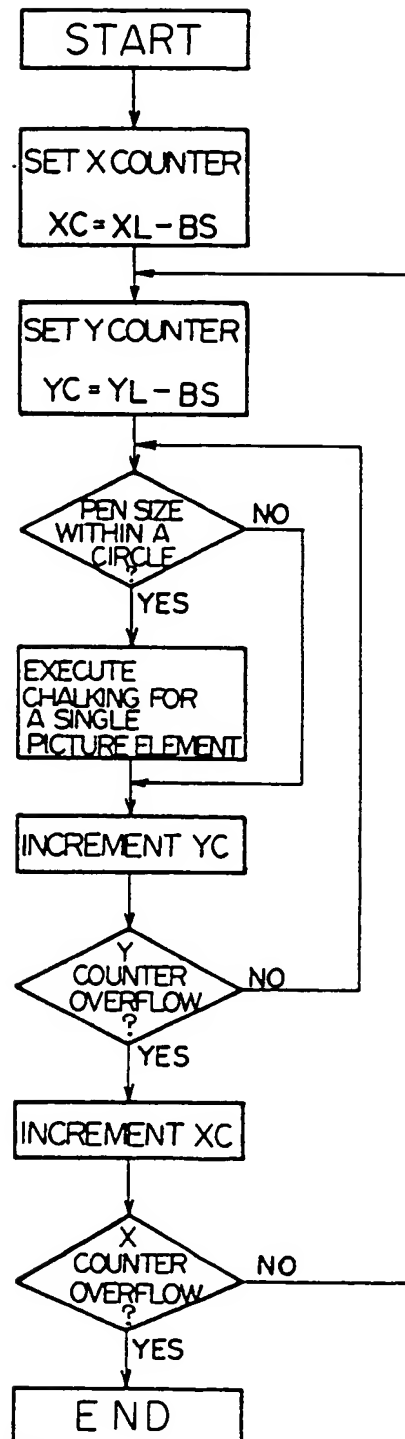 START
SET X COUNTER
XC = XL - BS
SET Y COUNTER
YC = YL - BS
PEN SIZE
WITHIN A
CIRCLE
?
NO
YES
EXECUTE
CHALKING FOR
A SINGLE
PICTURE ELEMENT
INCREMENT YC
Y
COUNTER
OVERFLOW
?
NO
YES
INCREMENT XC
X
COUNTER
OVERFLOW
?
NO
YES
END